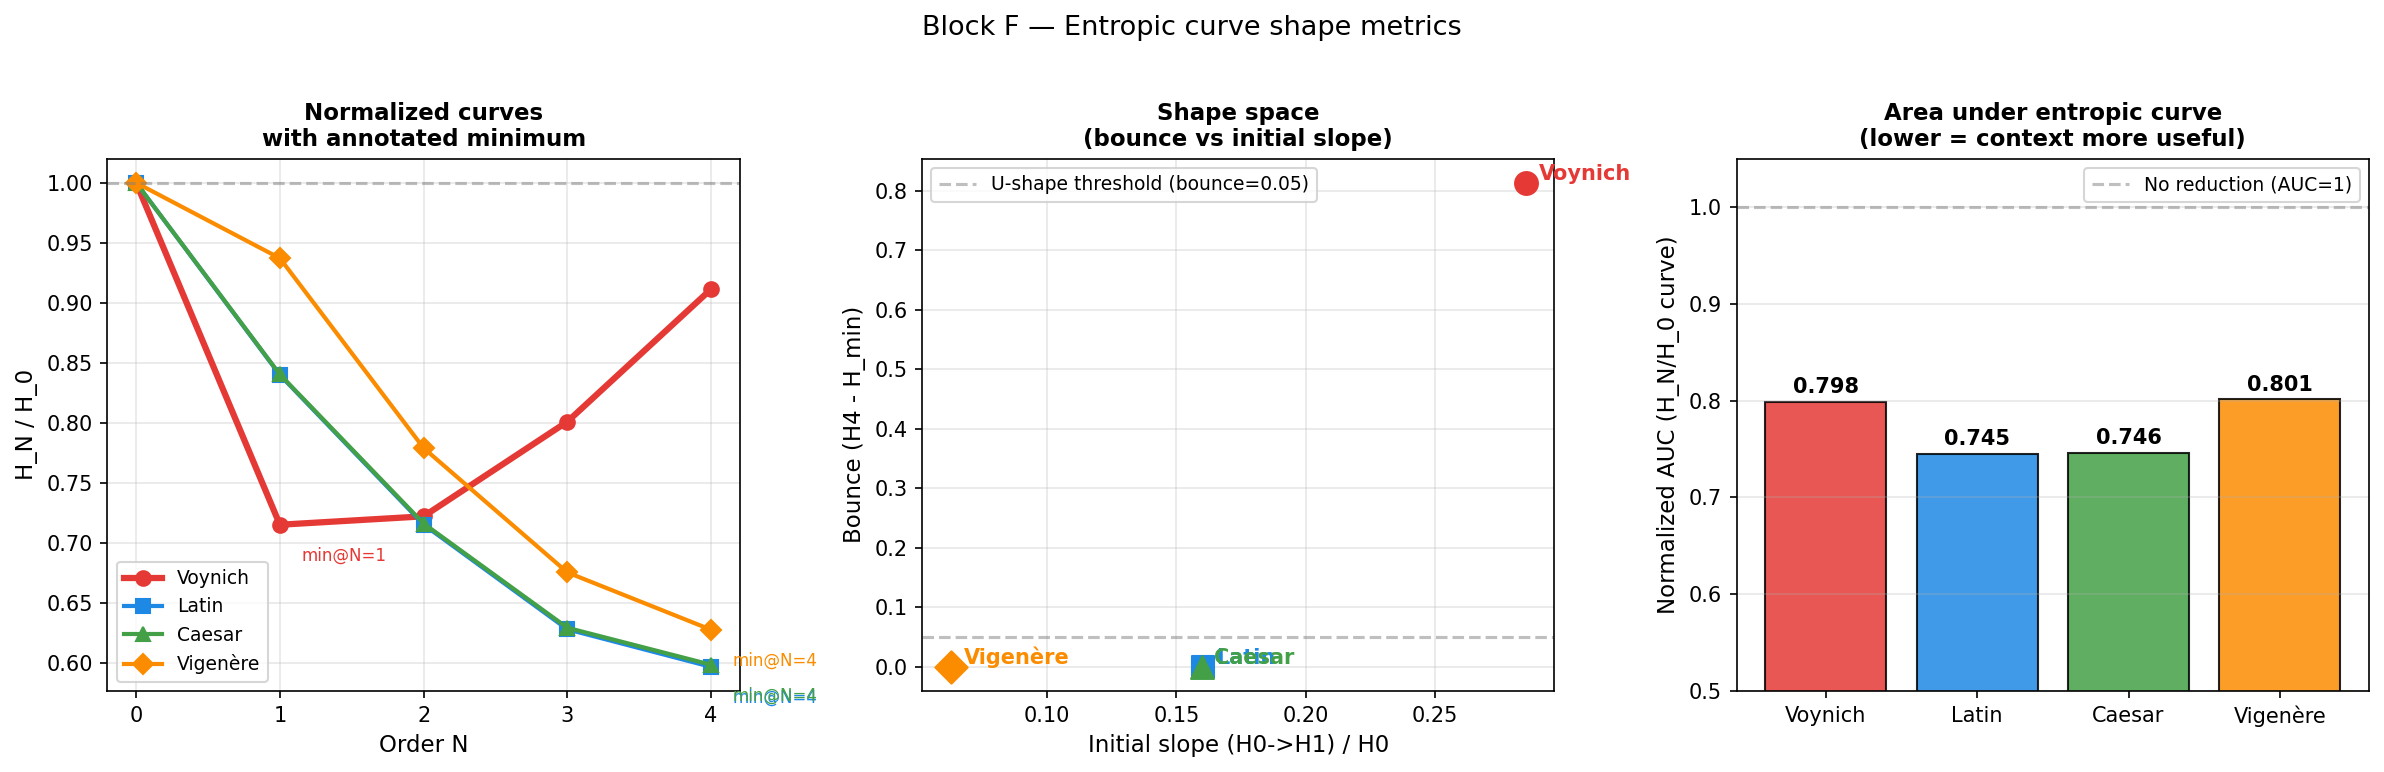 Block F — Entropic curve shape metrics
Normalized curves
with annotated minimum
H_N / H_0
1.00
0.95
0.90
0.85
0.80
0.75
0.70
0.65
0.60
min@N=1
Voynich
Latin
Caesar
Vigenère
min@N=4
min@N=4
min@N=4
0
1
2
3
4
Order N
Shape space
(bounce vs initial slope)
Bounce (H4 - H_min)
0.8
0.7
0.6
0.5
0.4
0.3
0.2
0.1
0.0
U-shape threshold (bounce=0.05)
Voynich
Vigenère
Latin
Caesar
0.10
0.15
0.20
0.25
Initial slope (H0->H1) / H0
Area under entropic curve
(lower = context more useful)
Normalized AUC (H_N/H_0 curve)
1.0
0.9
0.8
0.7
0.6
0.5
No reduction (AUC=1)
0.798
0.745
0.746
0.801
Voynich
Latin
Caesar
Vigenère